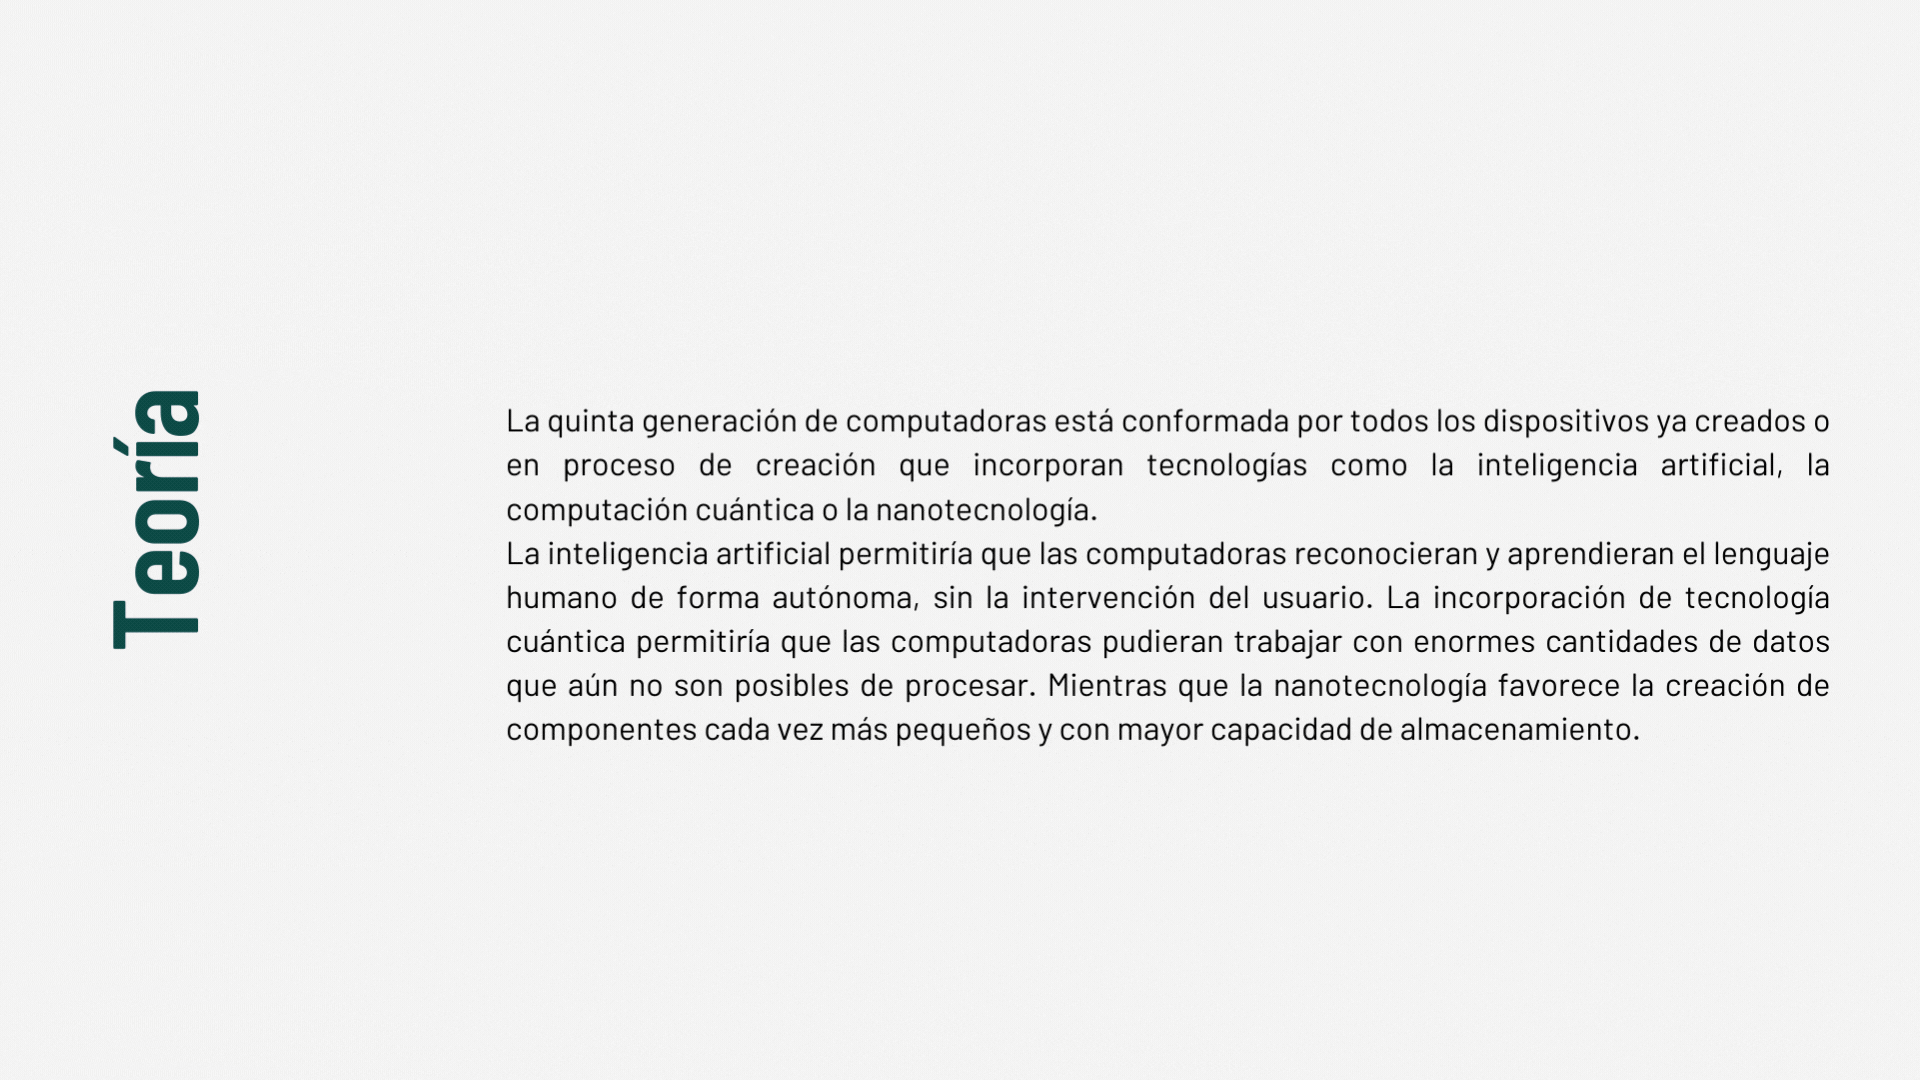 Teoría
La quinta generación de computadoras está conformada por todos los dispositivos ya creados o
en proceso de creación que incorporan tecnologías como la inteligencia artificial, la
computación cuántica o la nanotecnología.
La inteligencia artificial permitiría que las computadoras reconocieran y aprendieran el lenguaje
humano de forma autónoma, sin la intervención del usuario. La incorporación de tecnología
cuántica permitiría que las computadoras pudieran trabajar con enormes cantidades de datos
que aún no son posibles de procesar. Mientras que la nanotecnología favorece la creación de
componentes cada vez más pequeños y con mayor capacidad de almacenamiento.